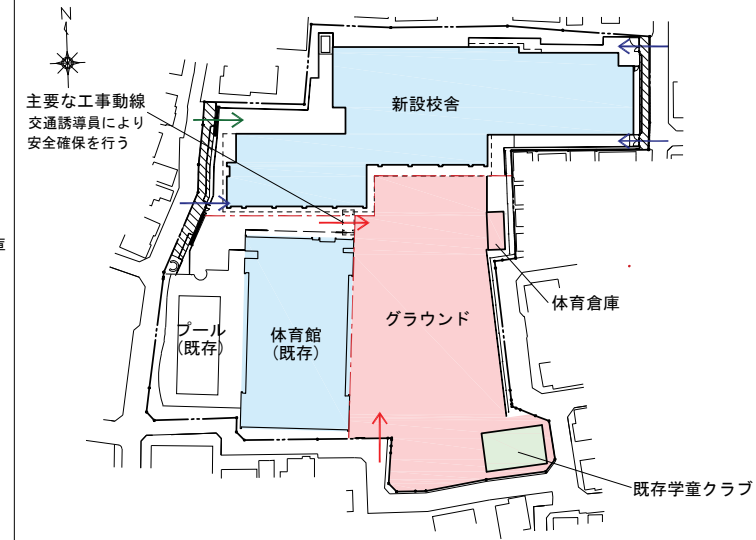 N
主要な工事動線
交通誘導員により
安全確保を行う
新設校舎
庫
体育倉庫
グラウンド
プール
(既存)
体育館
(既存)
既存学童クラブ